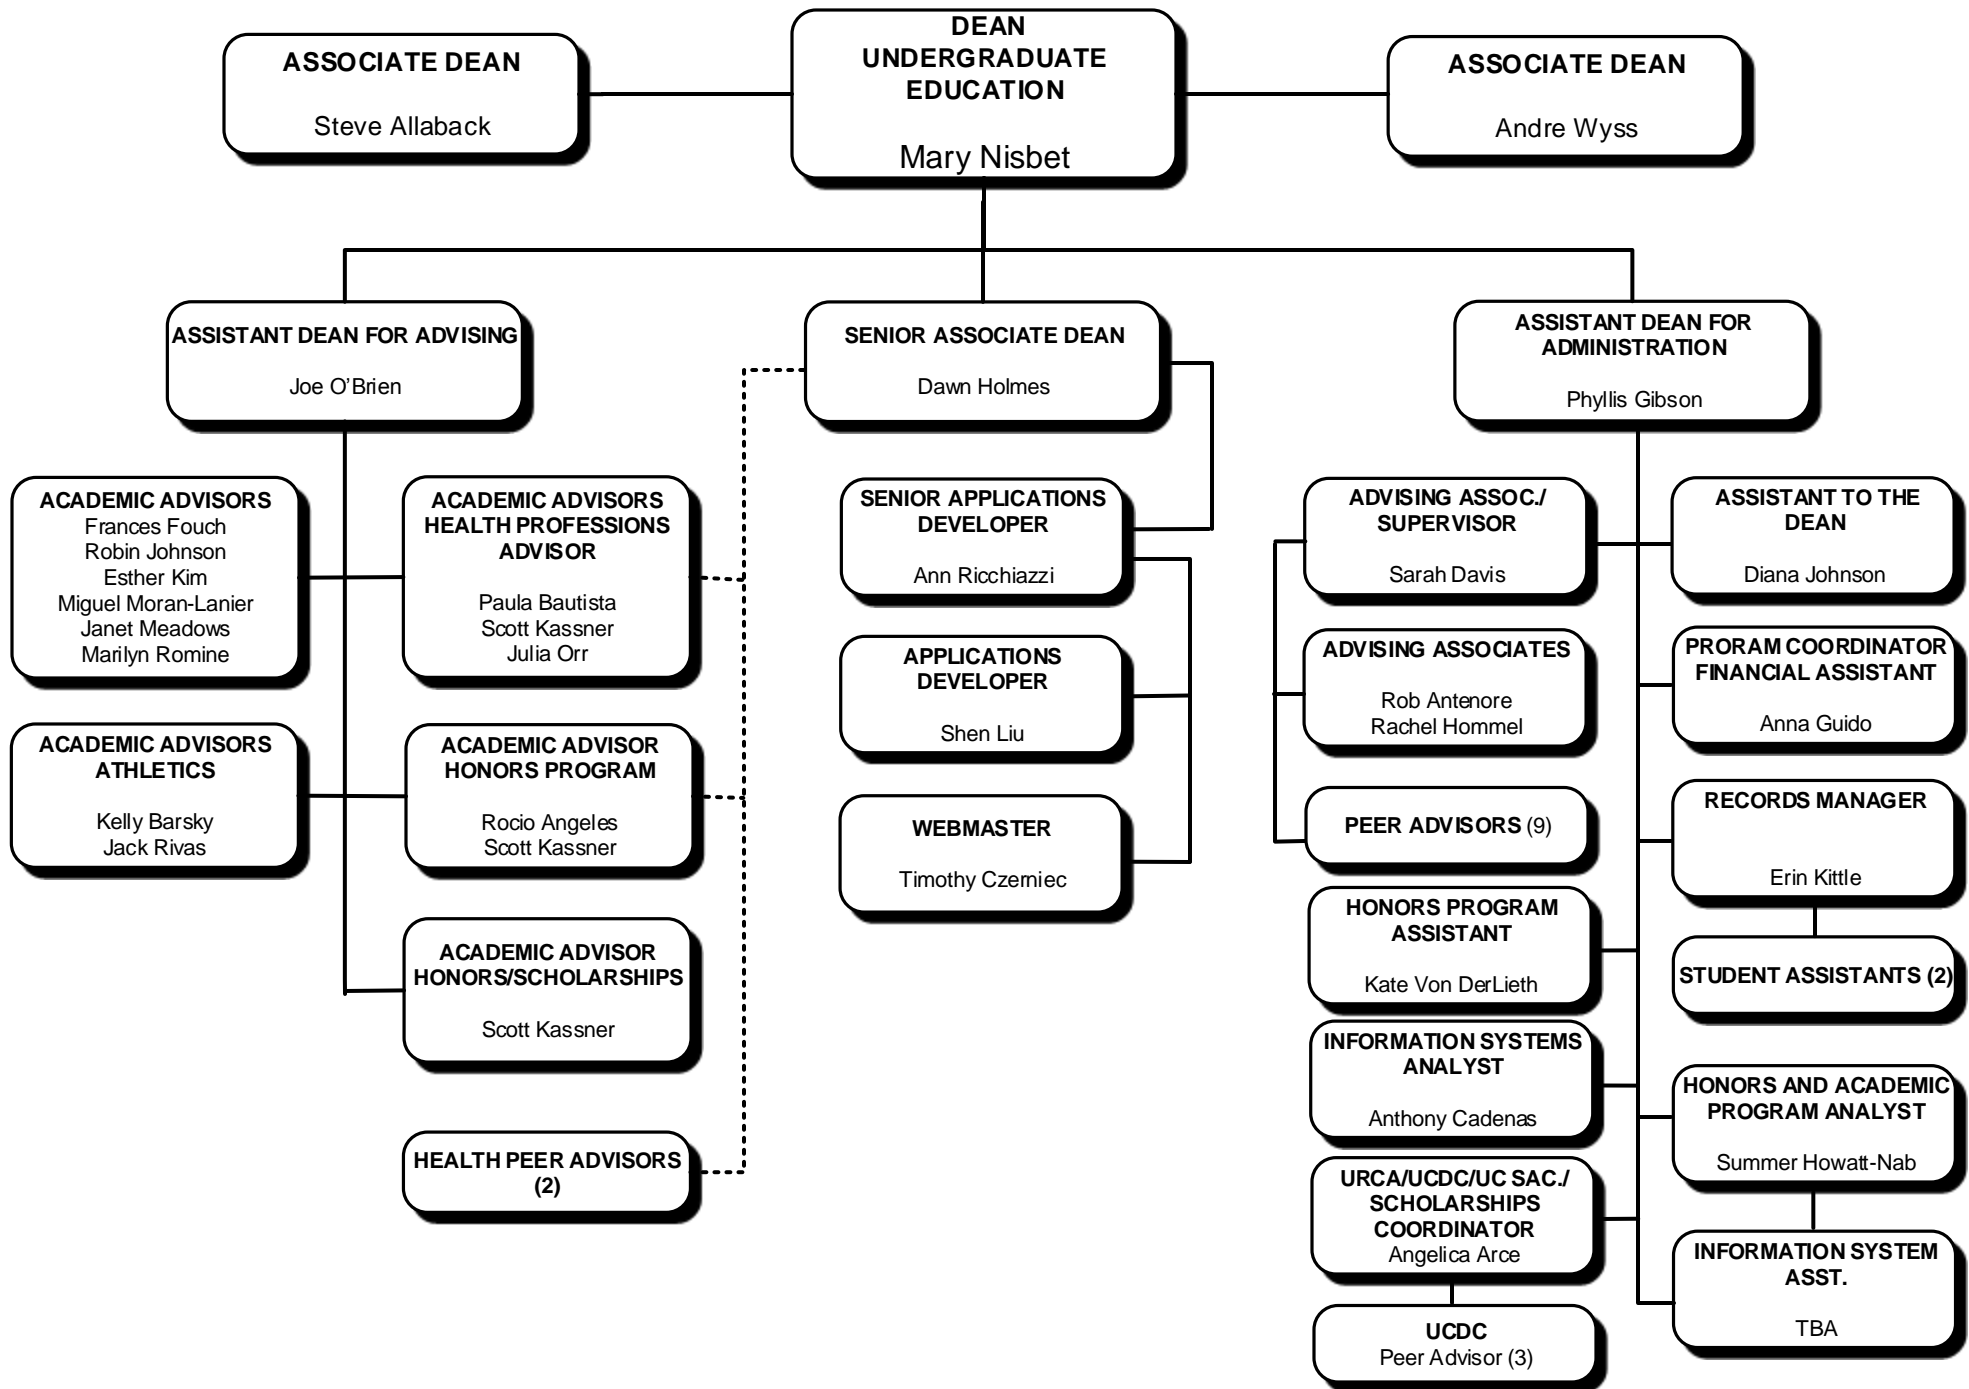 DEAN
UNDERGRADUATE
EDUCATION
Mary Nisbet
ASSOCIATE DEAN
Steve Allaback
ASSOCIATE DEAN
Andre Wyss
ASSISTANT DEAN FOR ADVISING
Joe O'Brien
SENIOR ASSOCIATE DEAN
Dawn Holmes
ASSISTANT DEAN FOR
ADMINISTRATION
Phyllis Gibson
ACADEMIC ADVISORS
Frances Fouch
Robin Johnson
Esther Kim
Miguel Moran-Lanier
Janet Meadows
Marilyn Romine
ACADEMIC ADVISORS
HEALTH PROFESSIONS
ADVISOR
Paula Bautista
Scott Kassner
Julia Orr
ACADEMIC ADVISORS
ATHLETICS
Kelly Barsky
Jack Rivas
ACADEMIC ADVISOR
HONORS PROGRAM
Rocio Angeles
Scott Kassner
ACADEMIC ADVISOR
HONORS/SCHOLARSHIPS
Scott Kassner
HEALTH PEER ADVISORS
(2)
SENIOR APPLICATIONS
DEVELOPER
Ann Ricchiazzi
APPLICATIONS
DEVELOPER
Shen Liu
WEBMASTER
Timothy Czerniec
ADVISING ASSOC./
SUPERVISOR
Sarah Davis
ADVISING ASSOCIATES
Rob Antenore
Rachel Hommel
PEER ADVISORS (9)
HONORS PROGRAM
ASSISTANT
Kate Von DerLieth
INFORMATION SYSTEMS
ANALYST
Anthony Cadenas
URCA/UCDC/UC SAC./
SCHOLARSHIPS
COORDINATOR
Angelica Arce
UCDC
Peer Advisor (3)
ASSISTANT TO THE
DEAN
Diana Johnson
PRORAM COORDINATOR
FINANCIAL ASSISTANT
Anna Guido
RECORDS MANAGER
Erin Kittle
STUDENT ASSISTANTS (2)
HONORS AND ACADEMIC
PROGRAM ANALYST
Summer Howatt-Nab
INFORMATION SYSTEM
ASST.
TBA